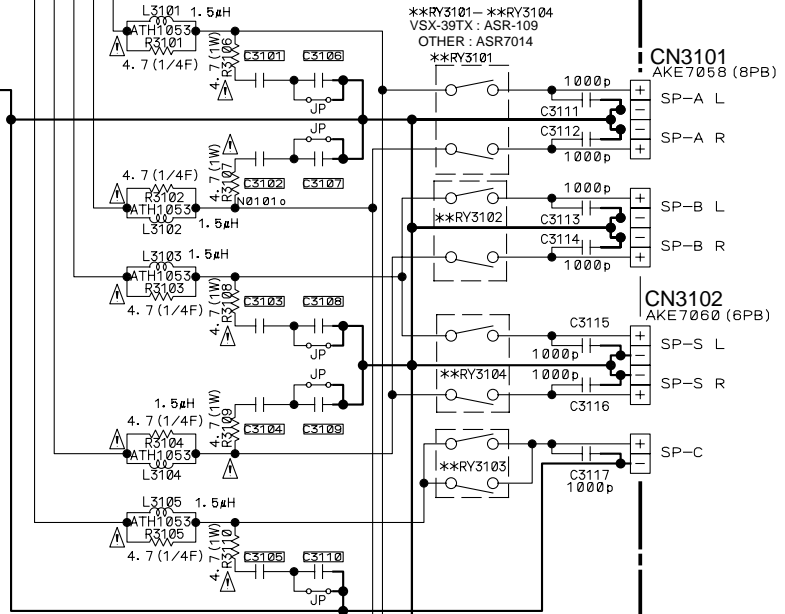 **RY3101–**RY3104
VSX-39TX : ASR-109
OTHER : ASR7014
**RY3101
L3101 1.5µH
ATH1053
R3101
4.7(1/4F)
4.7(1W)
R3106
C3101 C3106
JP
JP
4.7(1W)
R3107
C3102 C3107
4.7(1/4F)
R3102
ATH1053
L3102
1.5µH
N0101o
L3103 1.5µH
ATH1053
R3103
4.7(1/4F)
4.7(1W)
R3108
C3103 C3108
JP
JP
1.5µH
4.7(1/4F)
R3104
ATH1053
L3104
4.7(1W)
R3109
C3104 C3109
L3105 1.5µH
ATH1053
R3105
4.7(1/4F)
4.7(1W)
R3110
C3105 C3110
JP
CN3101
AKE7058(8PB)
1000p
C3111
C3112
1000p
+
−
−
+
SP-A L
SP-A R
**RY3102
1000p
C3113
C3114
1000p
+
−
−
+
SP-B L
SP-B R
CN3102
AKE7060(6PB)
**RY3104
C3115
1000p
1000p
C3116
+
−
−
+
SP-S L
SP-S R
**RY3103
C3117
1000p
+
−
SP-C